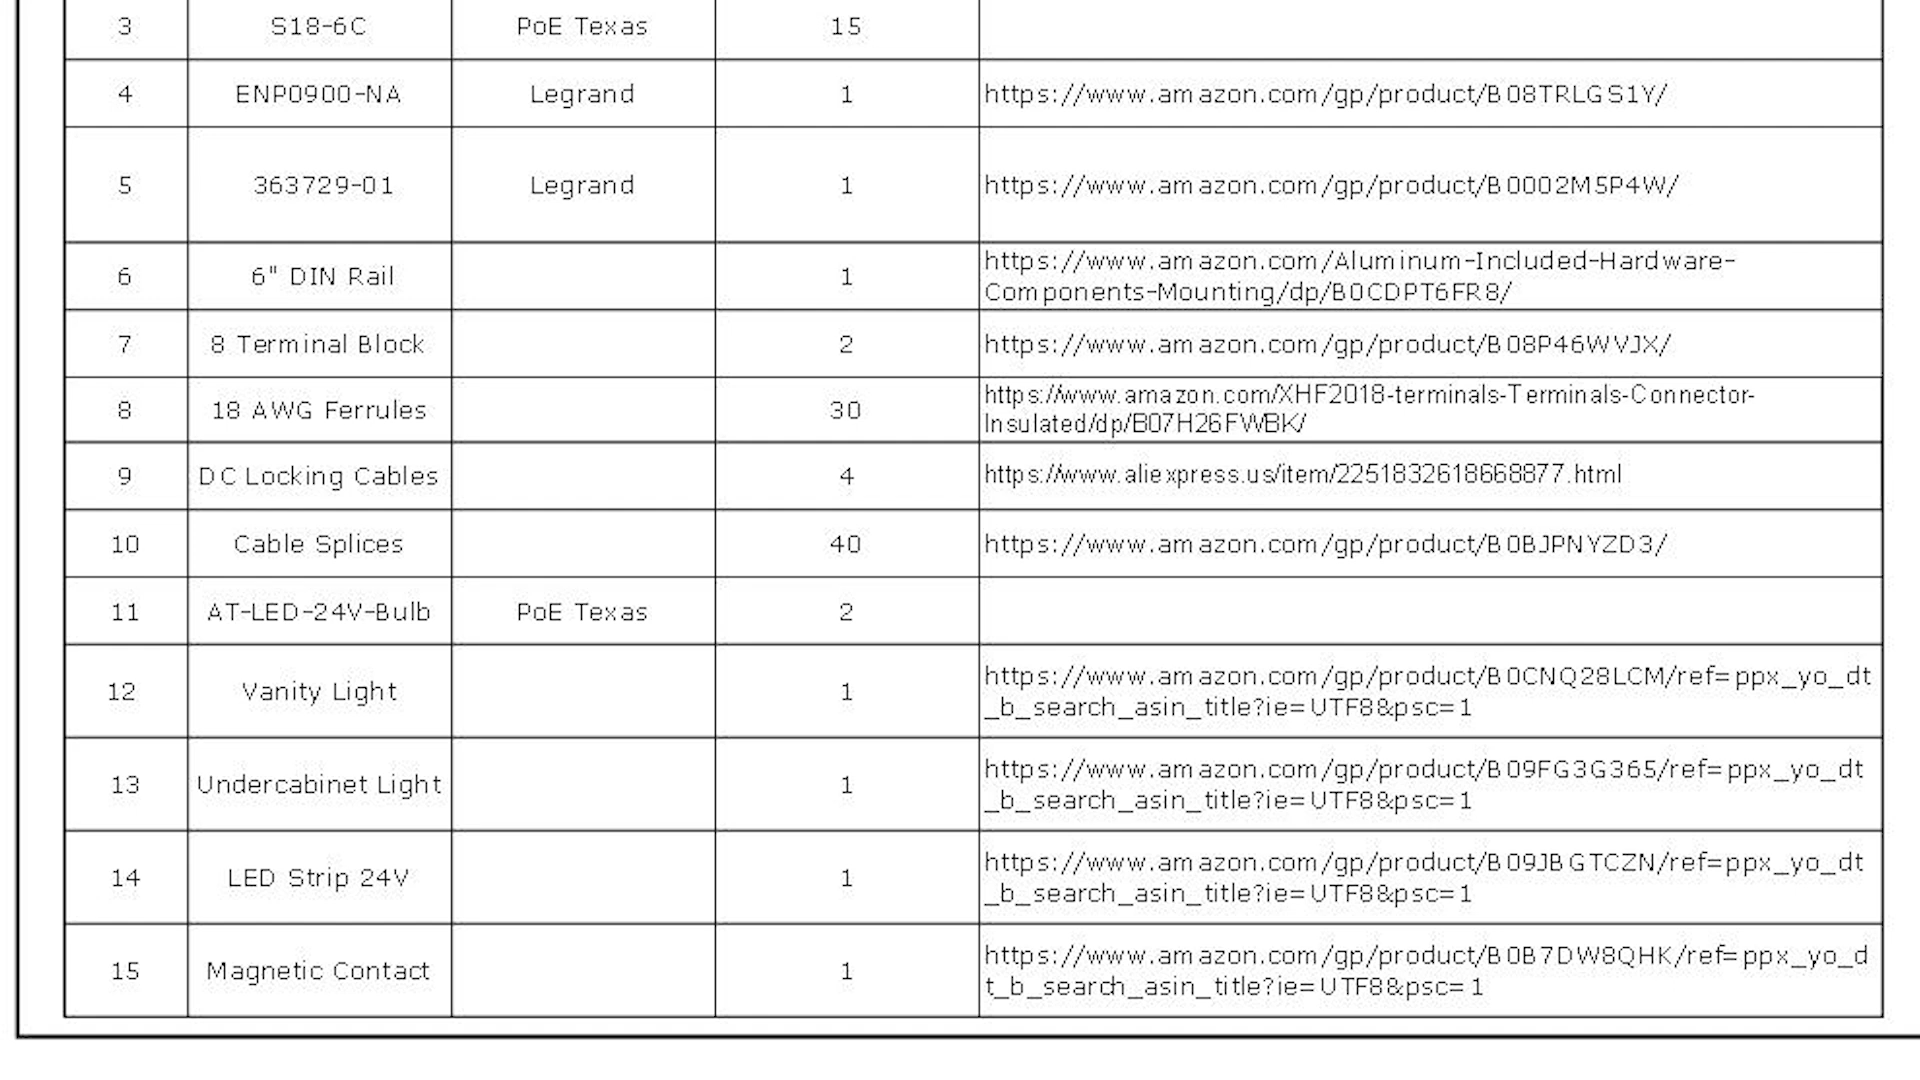 3 S18-6C PoE Texas 15
4 ENP0900-NA Legrand 1 https://www.amazon.com/gp/product/B08TRLGS1Y/
5 363729-01 Legrand 1 https://www.amazon.com/gp/product/B0002M5P4W/
6 6" DIN Rail 1 https://www.amazon.com/Aluminum-Included-Hardware-
Components-Mounting/dp/B0CDPT6FR8/
7 8 Terminal Block 2 https://www.amazon.com/gp/product/B08P46WVJX/
8 18 AWG Ferrules 30 https://www.amazon.com/XHF2018-terminals-Terminals-Connector-
Insulated/dp/B07H26FWBK/
9 DC Locking Cables 4 https://www.aliexpress.us/item/2251832618668877.html
10 Cable Splices 40 https://www.amazon.com/gp/product/B0BJPNYZD3/
11 AT-LED-24V-Bulb PoE Texas 2
12 Vanity Light 1 https://www.amazon.com/gp/product/B0CNQ28LCM/ref=ppx_yo_dt
_b_search_asin_title?ie=UTF8&psc=1
13 Undercabinet Light 1 https://www.amazon.com/gp/product/B09FG3G365/ref=ppx_yo_dt
_b_search_asin_title?ie=UTF8&psc=1
14 LED Strip 24V 1 https://www.amazon.com/gp/product/B09JBGTCZN/ref=ppx_yo_dt
_b_search_asin_title?ie=UTF8&psc=1
15 Magnetic Contact 1 https://www.amazon.com/gp/product/B0B7DW8QHK/ref=ppx_yo_d
t_b_search_asin_title?ie=UTF8&psc=1